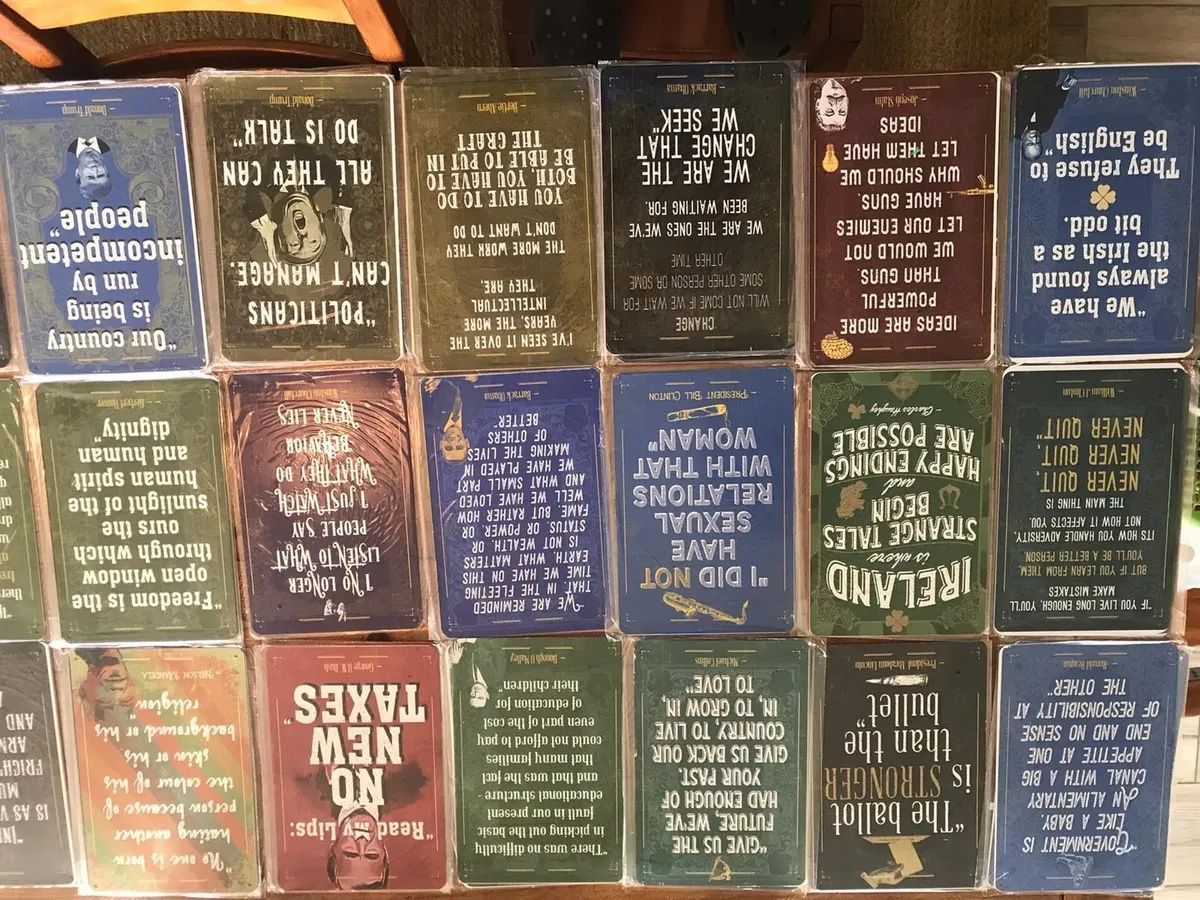 "GOVERNMENT IS
LIKE A BABY.
AN ALIMENTARY
CANAL WITH A BIG
APPETITE AT ONE
END AND NO SENSE
OF RESPONSIBILITY AT
THE OTHER"
- Ronald Reagan
"The ballot
is STRONGER
than the
bullet"
- President Abraham Lincoln
"GIVE US THE
FUTURE, WE'VE
HAD ENOUGH OF
YOUR PAST.
GIVE US BACK OUR
COUNTRY, TO LIVE
IN, TO GROW IN,
TO LOVE"
- Michael Collins
"There was no difficulty
in picking out the basic
fault in our present
educational structure -
and that was the fact
that many families
could not afford to pay
even part of the cost
of education for
their children"
- Donogh O'Malley
"Read My Lips:
NO
NEW
TAXES"
- George H.W. Bush
"No one is born
hating another
person because of
the colour of his
skin or his
background or his
religion"
- Nelson Mandela
IS AS V
MU
FRIGH
ARM
AND
"IF YOU LIVE LONG ENOUGH, YOU'LL
MAKE MISTAKES
BUT IF YOU LEARN FROM THEM,
YOU'LL BE A BETTER PERSON.
ITS HOW YOU HANDLE ADVERSITY,
NOT HOW IT AFFECTS YOU.
THE MAIN THING IS
NEVER QUIT
NEVER QUIT
NEVER QUIT"
- William J Clinton
IRELAND
is where
STRANGE TALES
BEGIN
and
HAPPY ENDINGS
ARE POSSIBLE
- Charles Haughey
"I DID NOT
HAVE
SEXUAL
RELATIONS
WITH THAT
WOMAN"
- PRESIDENT BILL CLINTON
"WE ARE REMINDED
THAT, IN THE FLEETING
TIME WE HAVE ON THIS
EARTH, WHAT MATTERS
IS NOT WEALTH, OR
STATUS, OR POWER, OR
FAME, BUT RATHER HOW
WELL WE HAVE LOVED
AND WHAT SMALL PART
WE HAVE PLAYED IN
MAKING THE LIVES
OF OTHERS
BETTER"
- Barrack Obama
"I NO LONGER
LISTEN TO WHAT
PEOPLE SAY
I JUST WATCH
WHAT THEY DO
BEHAVIOR
NEVER LIES
- Winston Churchill
"Freedom is the
open window
through which
ours the
sunlight of the
human spirit
and human
dignity"
- Herbert Hoover
"We have
always found
the Irish as a
bit odd.
They refuse to
be English"
- Winston Churchill
IDEAS ARE MORE
POWERFUL
THAN GUNS.
WE WOULD NOT
LET OUR ENEMIES
HAVE GUNS.
WHY SHOULD WE
LET THEM HAVE
IDEAS
- Joseph Stalin
CHANGE
WILL NOT COME IF WE WAIT FOR
SOME OTHER PERSON OR SOME
OTHER TIME
WE ARE THE ONES WE'VE
BEEN WAITING FOR.
WE ARE THE
CHANGE THAT
WE SEEK"
Barrack Obama
I'VE SEEN IT OVER THE
YEARS, THE MORE
INTELLECTUAL
THEY ARE.
THE MORE WORK THEY
DON'T WANT TO DO
YOU HAVE TO DO
BOTH, YOU HAVE TO
BE ABLE TO PUT IN
THE GRAFT
- Bertie Ahern
"POLITICANS
CAN'T MANAGE.
ALL THEY CAN
DO IS TALK"
- Donald Trump
"Our country
is being
run by
incompetent
people"
Donald Trump